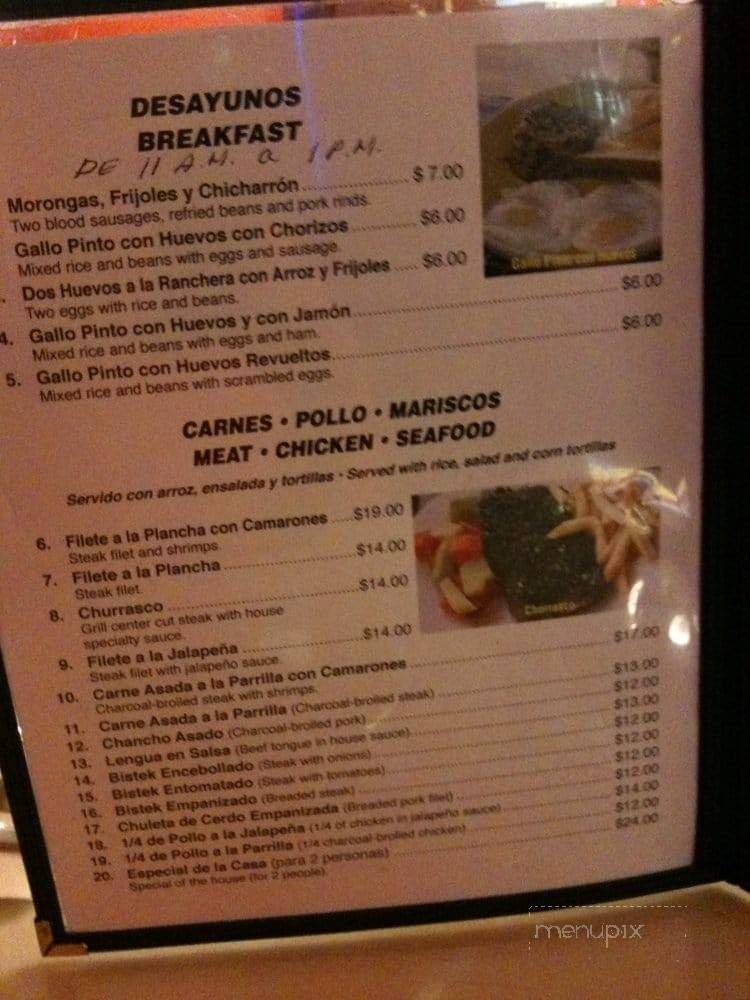 DESAYUNOS
BREAKFAST
DE 11 A.M. a 1 P.M.
Morongas, Frijoles y Chicharrón ........ $ 7.00
Two blood sausages, refried beans and pork rinds.
Gallo Pinto con Huevos con Chorizos ........ $6.00
Mixed rice and beans with eggs and sausage.
Dos Huevos a la Ranchera con Arroz y Frijoles ..... $6.00
Two eggs with rice and beans.
4. Gallo Pinto con Huevos y con Jamón ........ $6.00
Mixed rice and beans with eggs and ham.
5. Gallo Pinto con Huevos Revueltos ........ $6.00
Mixed rice and beans with scrambled eggs.
Gallo Pinto con Huevos
CARNES • POLLO • MARISCOS
MEAT • CHICKEN • SEAFOOD
Servido con arroz, ensalada y tortillas • Served with rice, salad and corn tortillas
6. Filete a la Plancha con Camarones ..... $19.00
Steak filet and shrimps.
7. Filete a la Plancha ........ $14.00
Steak filet.
8. Churrasco ........ $14.00
Grill center cut steak with house
specialty sauce.
9. Filete a la Jalapeña ........ $14.00
Steak filet with jalapeño sauce.
Churrasco
10. Carne Asada a la Parrilla con Camarones ........ $17.00
Charcoal-broiled steak with shrimps.
11. Carne Asada a la Parrilla (Charcoal-broiled steak) ........ $13.00
12. Chancho Asado (Charcoal-broiled pork) ........ $12.00
13. Lengua en Salsa (Beef tongue in house sauce) ........ $13.00
14. Bistek Encebollado (Steak with onions) ........ $12.00
15. Bistek Entomatado (Steak with tomatoes) ........ $12.00
16. Bistek Empanizado (Breaded steak) ........ $12.00
17. Chuleta de Cerdo Empanizada (Breaded pork filet) ........ $12.00
18. 1/4 de Pollo a la Jalapeña (1/4 of chicken in jalapeño sauce) ........ $14.00
19. 1/4 de Pollo a la Parrilla (1/4 charcoal-broiled chicken) ........ $12.00
20. Especial de la Casa (para 2 personas) ........ $24.00
Special of the house (for 2 people).
menupix